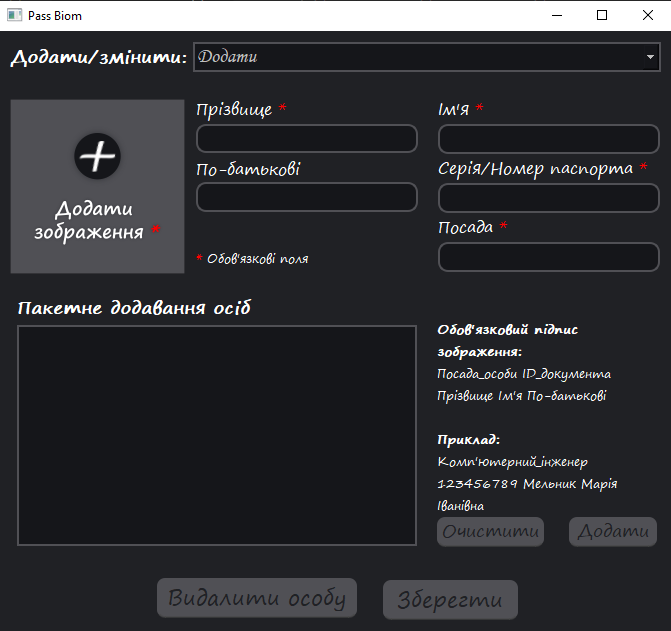 Pass Biom
Додати/змінити:
Додати
Додати
зображення *
Прізвище *
Ім'я *
По-батькові
Серія/Номер паспорта *
Посада *
* Обов'язкові поля
Пакетне додавання осіб
Обов'язковий підпис
зображення:
Посада_особи ID_документа
Прізвище Ім'я По-батькові
Приклад:
Комп'ютерний_інженер
123456789 Мельник Марія
Іванівна
Очистити
Додати
Видалити особу
Зберегти